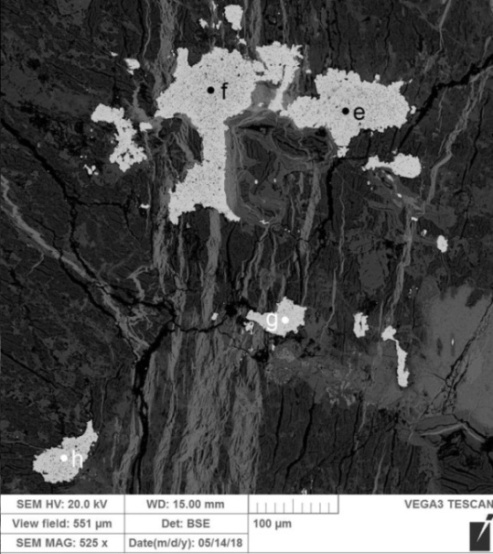 f
e
g
h
SEM HV: 20.0 kV WD: 15.00 mm VEGA3 TESCAN
View field: 551 µm Det: BSE 100 µm
SEM MAG: 525 x Date(m/d/y): 05/14/18